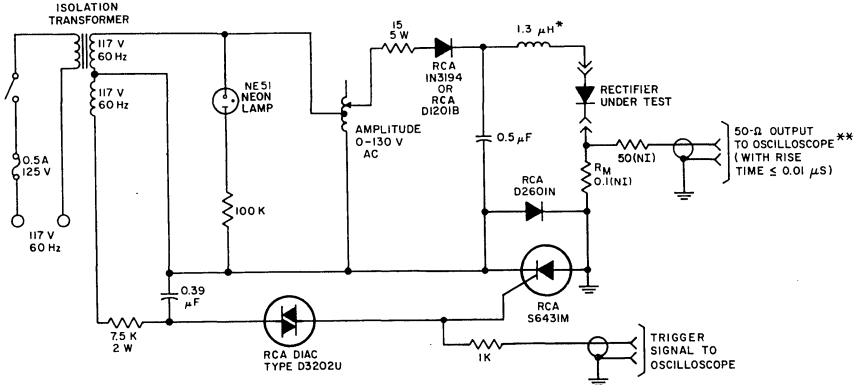 ISOLATION
TRANSFORMER
117 V
60 Hz
117 V
60 Hz
0.5A
125 V
117 V
60 Hz
NE51
NEON
LAMP
100 K
AMPLITUDE
0-130 V
AC
15
5 W
RCA
1N3194
OR
RCA
D1201B
1.3 μH*
RECTIFIER
UNDER TEST
0.5 μF
50(NI)
RM
0.1(NI)
50-Ω OUTPUT
TO OSCILLOSCOPE**
(WITH RISE
TIME ≤ 0.01 μS)
RCA
D2601N
RCA
S6431M
0.39
μF
7.5 K
2 W
RCA DIAC
TYPE D3202U
1K
TRIGGER
SIGNAL TO
OSCILLOSCOPE